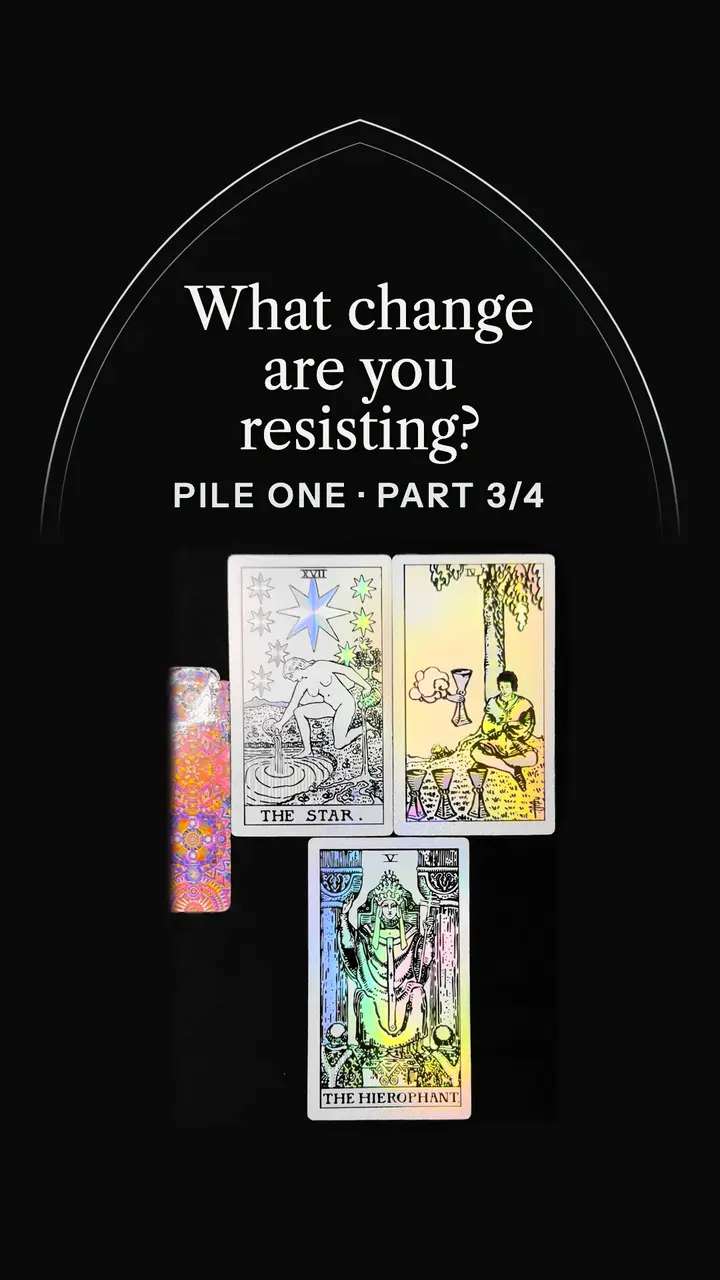 What change
are you
resisting?
PILE ONE · PART 3/4
XVII
IV
THE STAR.
V
THE HIEROPHANT